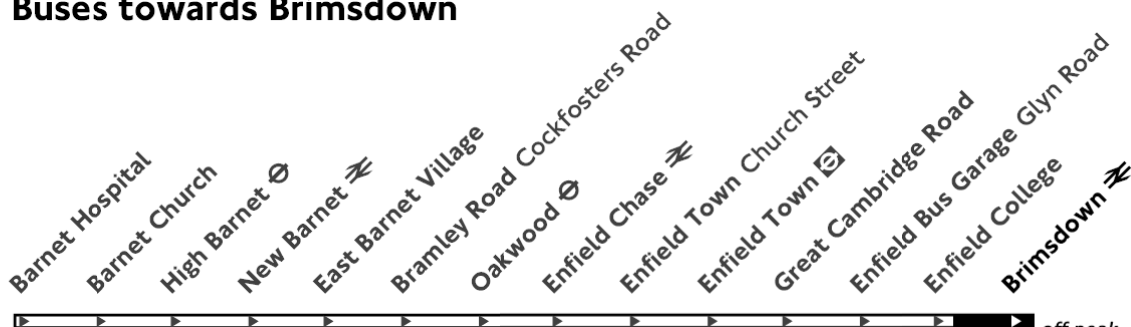 Buses towards Brimsdown
Barnet Hospital
Barnet Church
High Barnet
New Barnet
East Barnet Village
Bramley Road Cockfosters Road
Oakwood
Enfield Chase
Enfield Town Church Street
Enfield Town
Great Cambridge Road
Enfield Bus Garage Glyn Road
Enfield College
Brimsdown
off peak